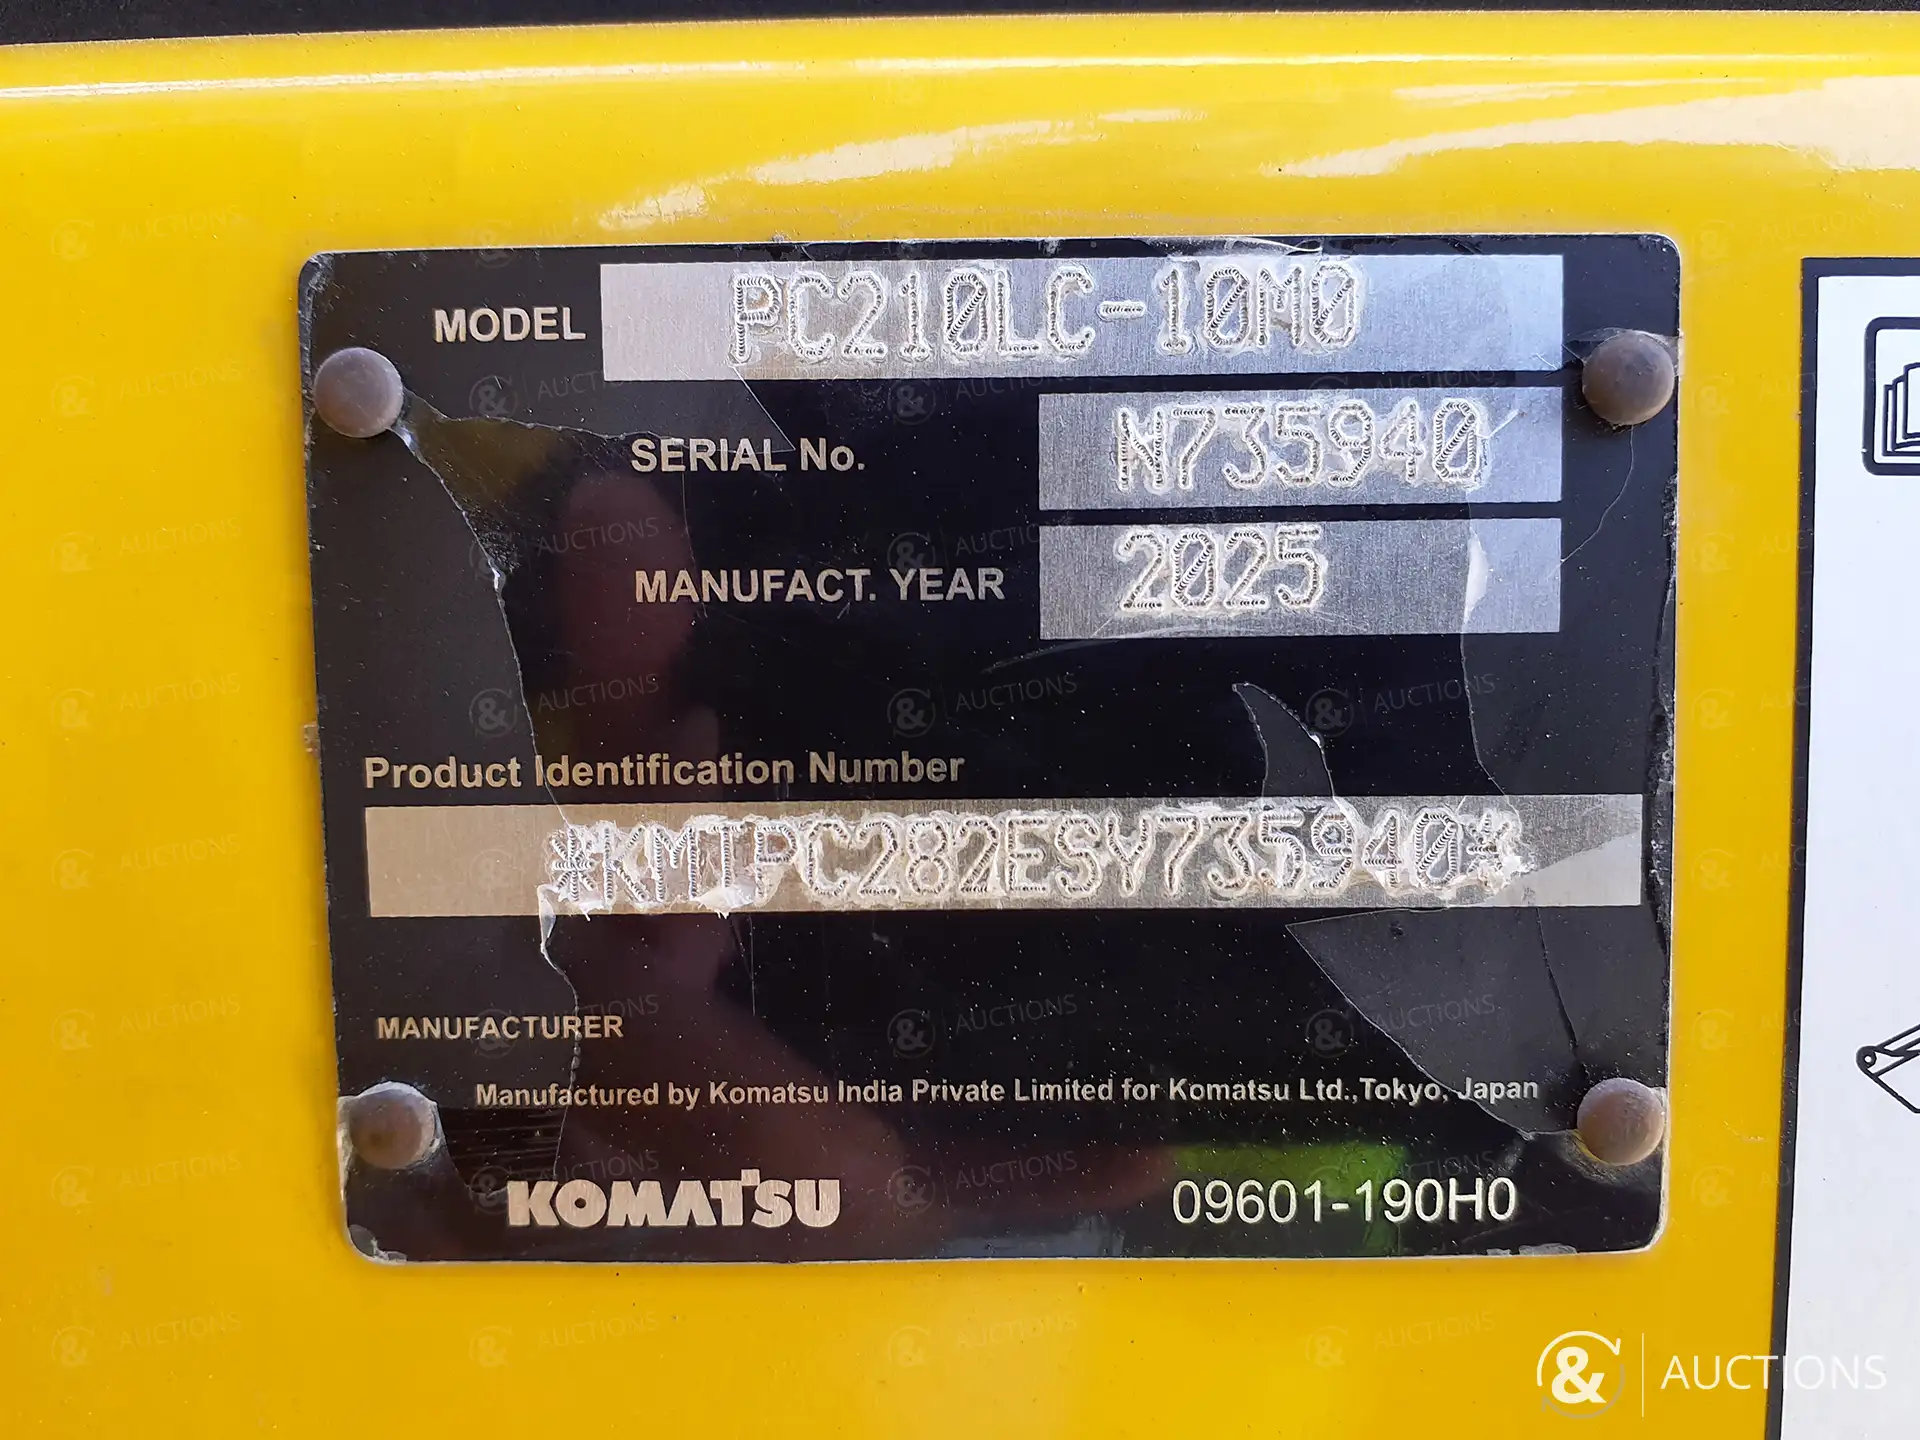 MODEL PC210LC-10M0
SERIAL No. N735940
MANUFACT. YEAR 2025
Product Identification Number
*KMTPC282ESY735940*
MANUFACTURER
Manufactured by Komatsu India Private Limited for Komatsu Ltd.,Tokyo, Japan
KOMATSU 09601-190H0
& AUCTIONS